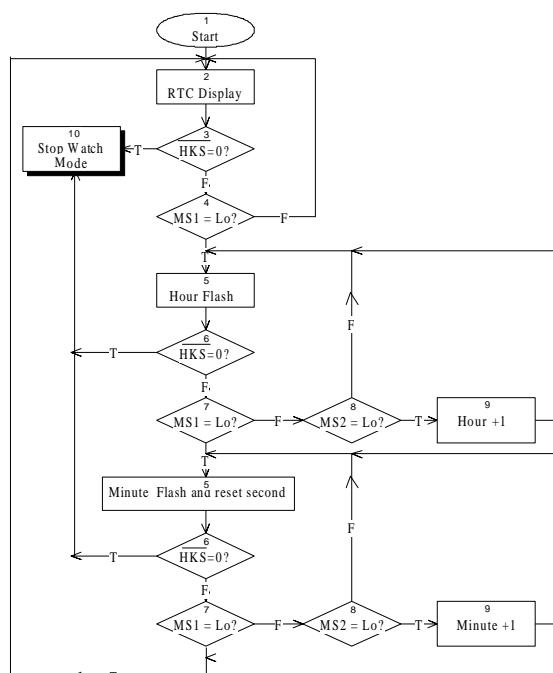 1
Start
2
RTC Display
10
Stop Watch
Mode
T
3
HKS=0?
F
4
MS1 = Lo?
F
T
5
Hour Flash
F
T
6
HKS=0?
F
7
MS1 = Lo?
F
8
MS2 = Lo?
T
9
Hour +1
T
5
Minute Flash and reset second
F
T
6
HKS=0?
F
7
MS1 = Lo?
F
8
MS2 = Lo?
T
9
Minute +1
T